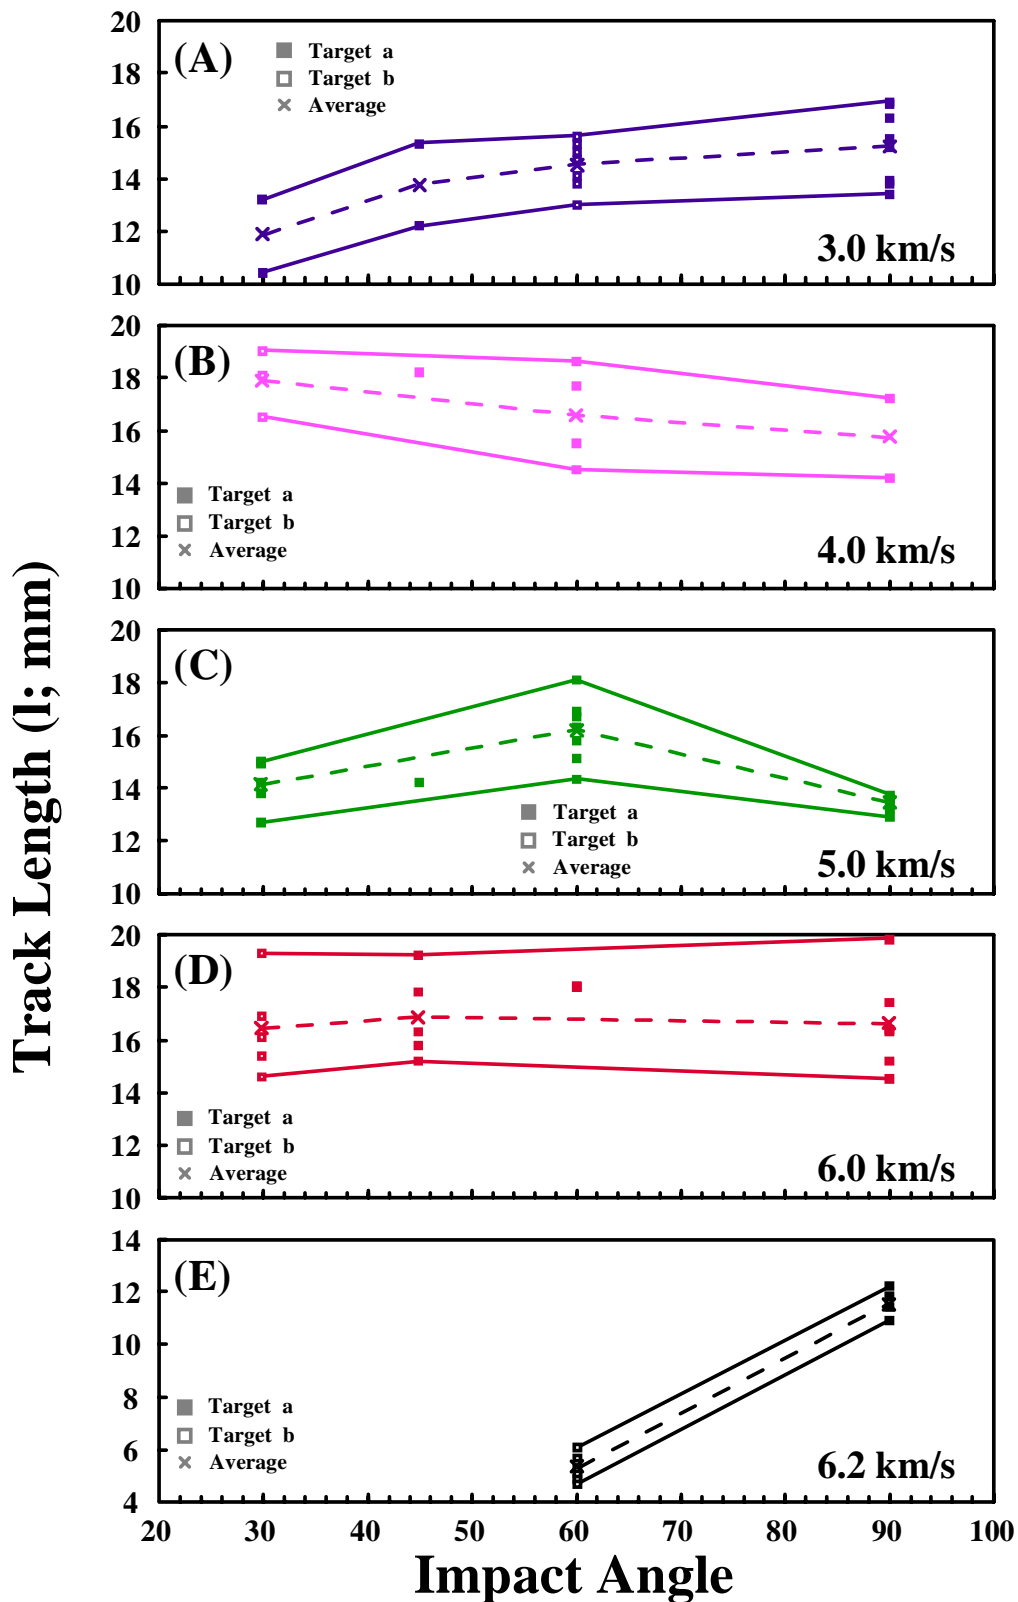 20
(A)
Target a
18
Target b
Average
16
14
12
3.0 km/s
10
20
(B)
18
16
14
Target a
Target b
12
Average
4.0 km/s
10
20
(C)
18
16
14
Target a
Target b
12
Average
5.0 km/s
10
20
(D)
18
16
14
Target a
12
Target b
Average
6.0 km/s
10
14
(E)
12
10
8
Target a
6
Target b
Average
6.2 km/s
4
20 30 40 50 60 70 80 90 100
Impact Angle
Track Length (l; mm)